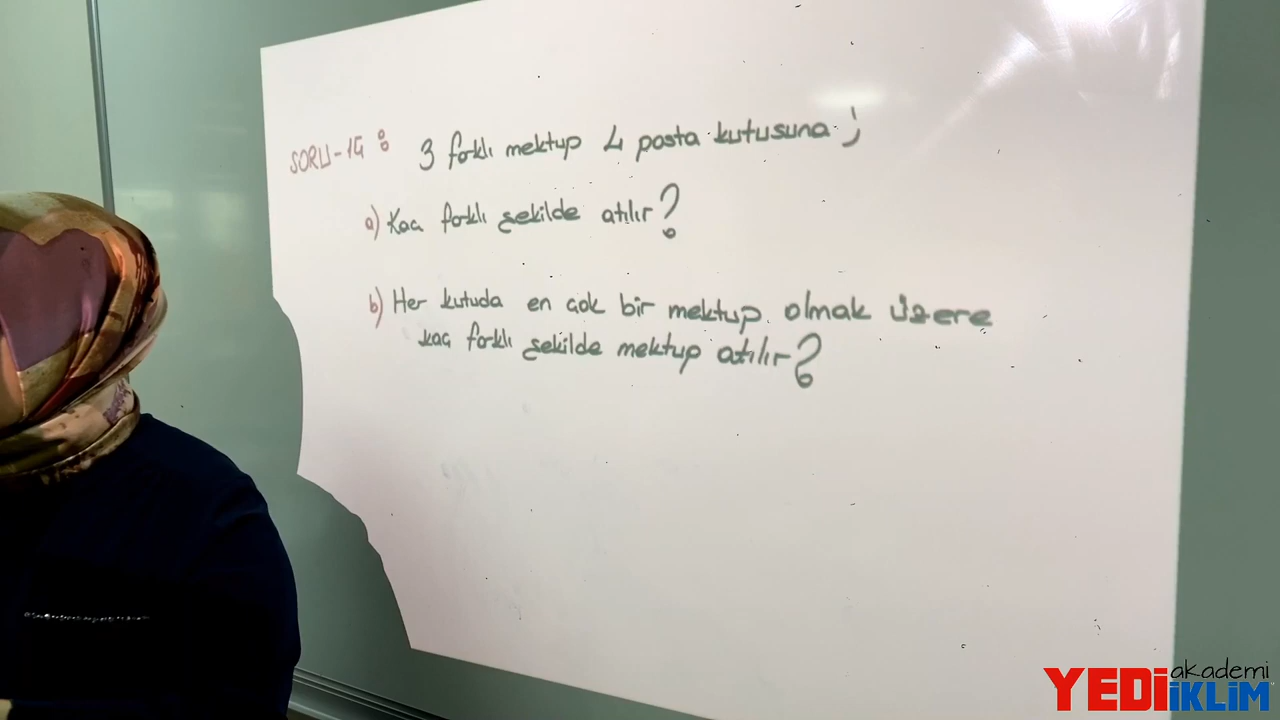 SORU-14: 3 farklı mektup 4 posta kutusuna;
a) Kaç farklı şekilde atılır?
b) Her kutuda en çok bir mektup olmak üzere
kaç farklı şekilde mektup atılır?
YEDi akademi
iKLiM